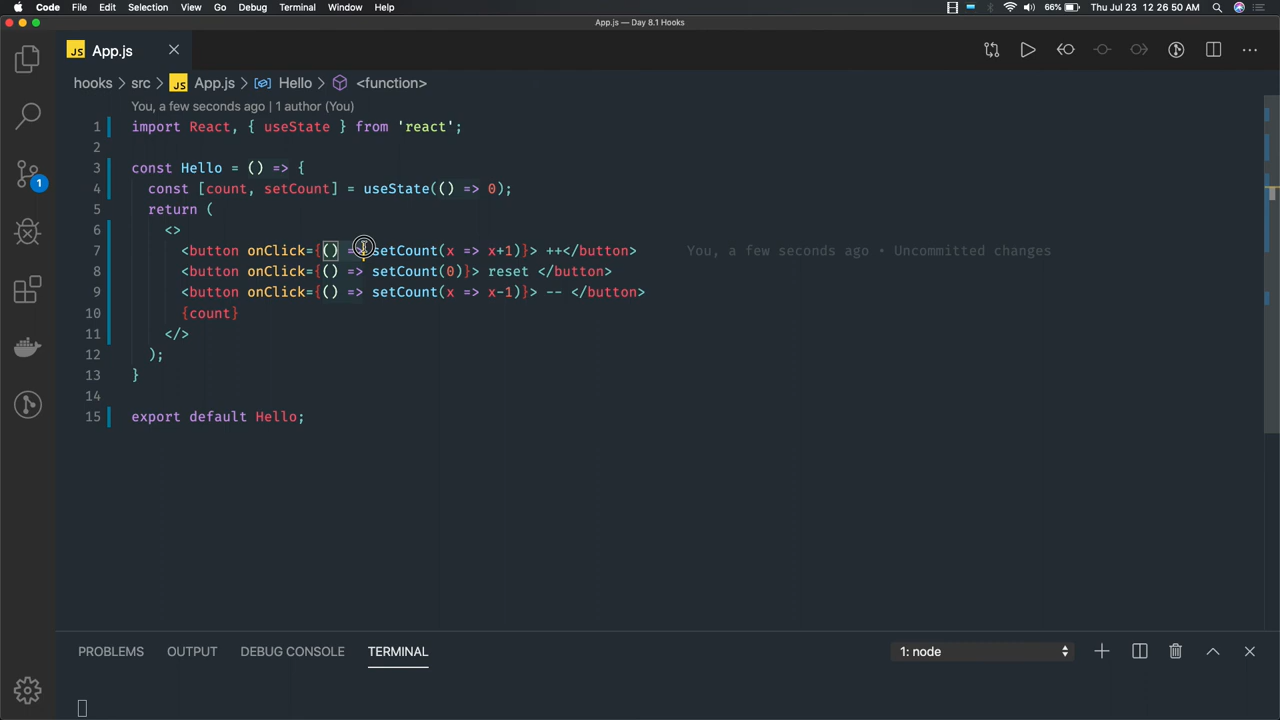 Code File Edit Selection View Go Debug Terminal Window Help 66% Thu Jul 23 12:26:50 AM
App.js — Day 8.1 Hooks
JS App.js
hooks > src > JS App.js > Hello > <function>
You, a few seconds ago | 1 author (You)
1 import React, { useState } from 'react';
2
3 const Hello = () => {
4 const [count, setCount] = useState(() => 0);
5 return (
6 <>
7 <button onClick={() => setCount(x => x+1)}> ++</button> You, a few seconds ago • Uncommitted changes
8 <button onClick={() => setCount(0)}> reset </button>
9 <button onClick={() => setCount(x => x-1)}> -- </button>
10 {count}
11 </>
12 );
13 }
14
15 export default Hello;
1
PROBLEMS OUTPUT DEBUG CONSOLE TERMINAL 1: node